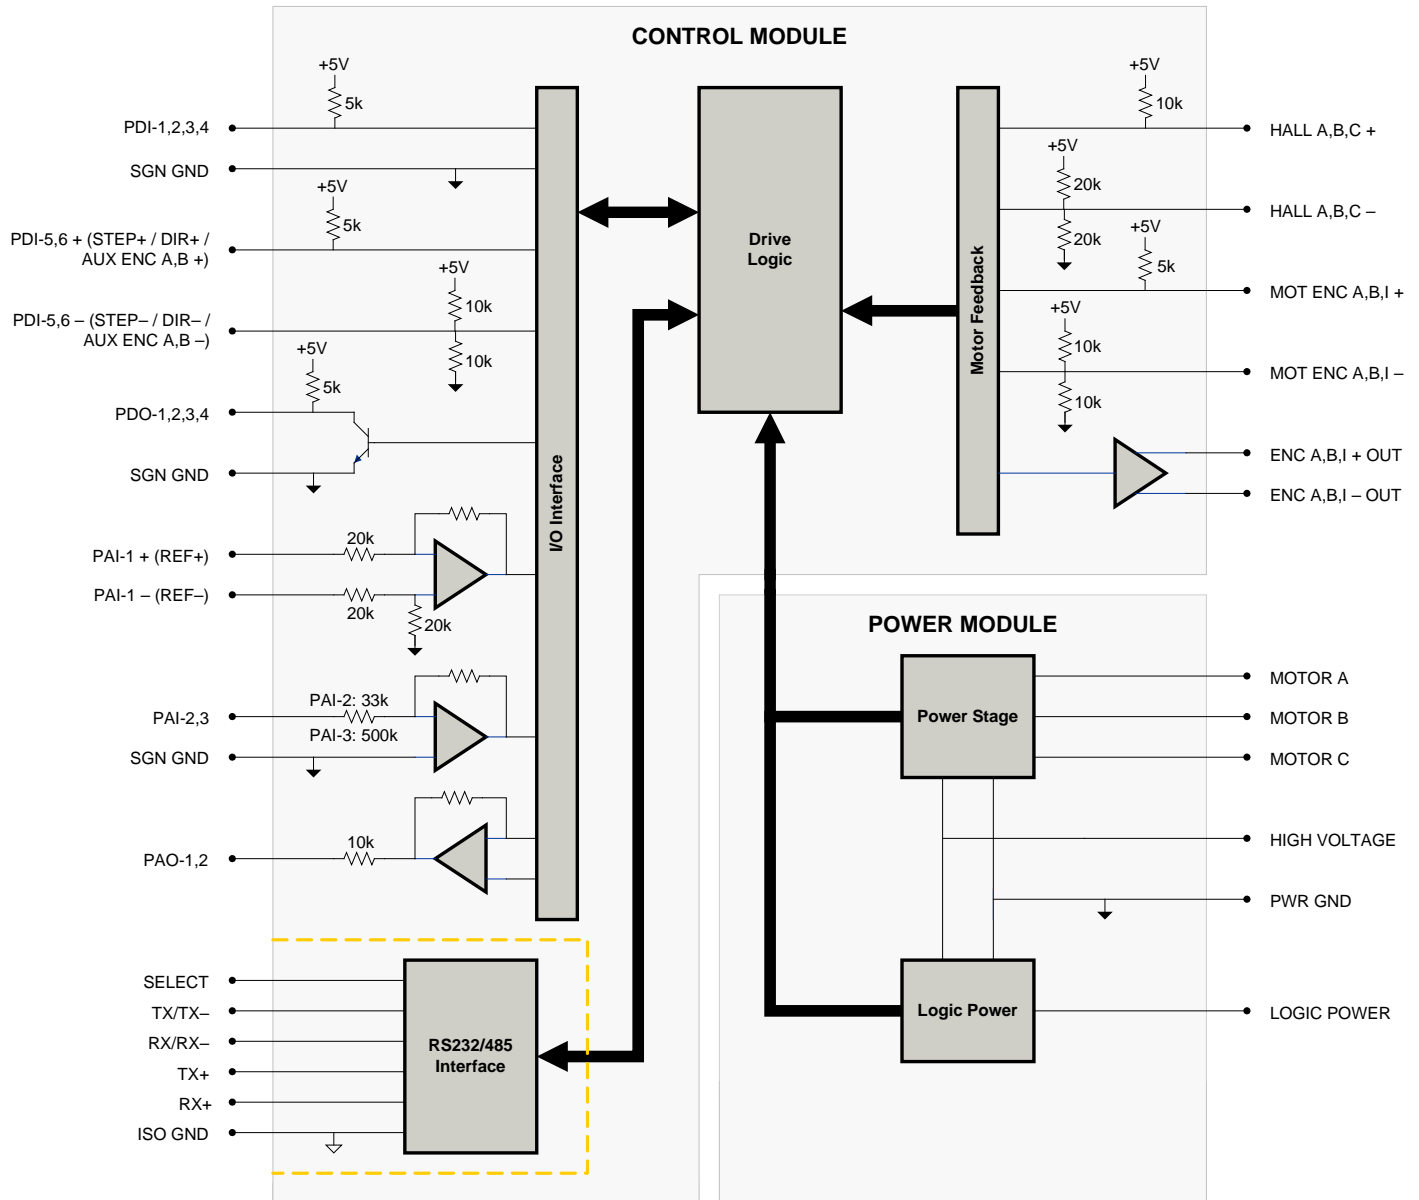 CONTROL MODULE
+5V
5k
PDI-1,2,3,4
SGN GND
+5V
5k
PDI-5,6 + (STEP+ / DIR+ /
AUX ENC A,B +)
+5V
10k
PDI-5,6 – (STEP– / DIR– /
AUX ENC A,B –)
10k
+5V
5k
PDO-1,2,3,4
SGN GND
20k
PAI-1 + (REF+)
PAI-1 – (REF–)
20k
20k
PAI-2: 33k
PAI-2,3
PAI-3: 500k
SGN GND
10k
PAO-1,2
I/O Interface
SELECT
TX/TX–
RX/RX–
TX+
RX+
ISO GND
RS232/485
Interface
Drive
Logic
Motor Feedback
+5V
10k
HALL A,B,C +
+5V
20k
HALL A,B,C –
20k
+5V
5k
MOT ENC A,B,I +
+5V
10k
MOT ENC A,B,I –
10k
ENC A,B,I + OUT
ENC A,B,I – OUT
POWER MODULE
Power Stage
MOTOR A
MOTOR B
MOTOR C
HIGH VOLTAGE
PWR GND
Logic Power
LOGIC POWER